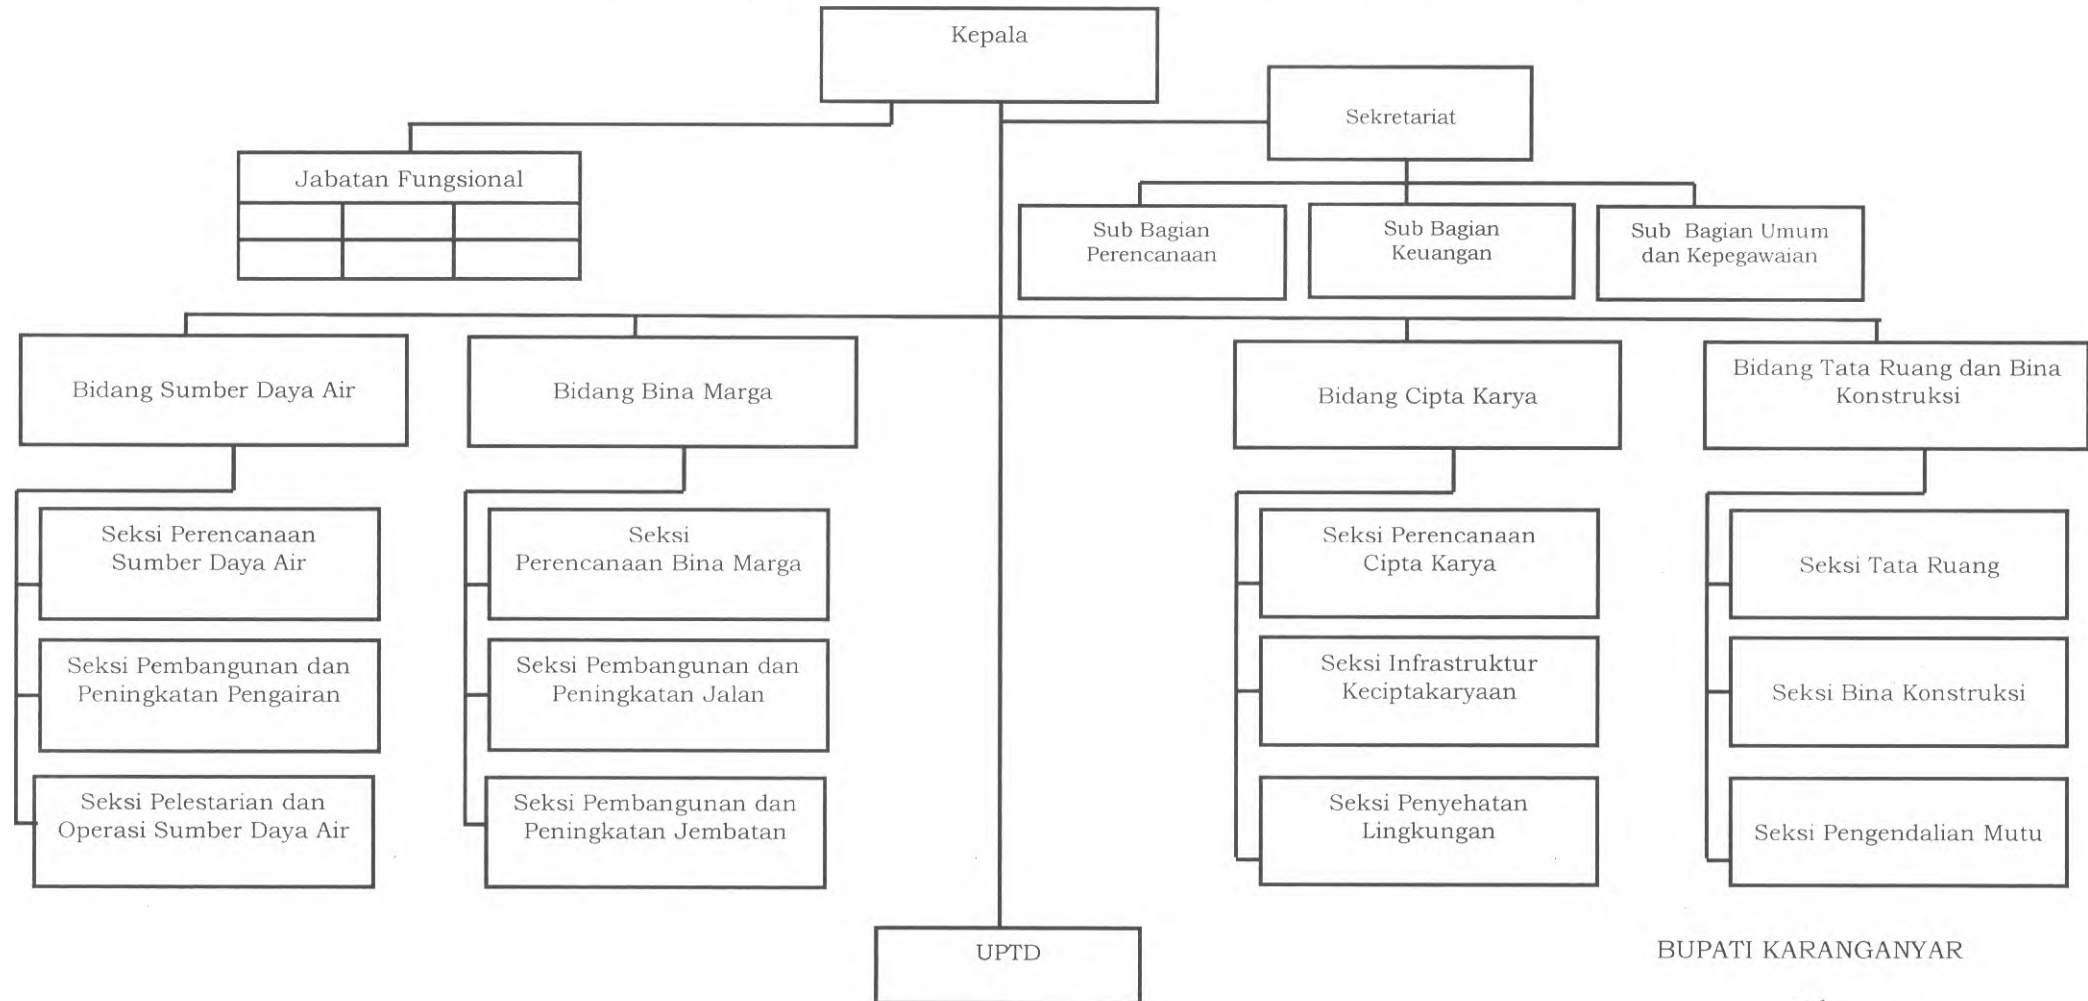 Kepala
Sekretariat
Jabatan Fungsional
Sub Bagian
Perencanaan
Sub Bagian
Keuangan
Sub Bagian Umum
dan Kepegawaian
Bidang Sumber Daya Air
Bidang Bina Marga
Bidang Cipta Karya
Bidang Tata Ruang dan Bina
Konstruksi
Seksi Perencanaan
Sumber Daya Air
Seksi
Perencanaan Bina Marga
Seksi Perencanaan
Cipta Karya
Seksi Tata Ruang
Seksi Pembangunan dan
Peningkatan Pengairan
Seksi Pembangunan dan
Peningkatan Jalan
Seksi Infrastruktur
Keciptakaryaan
Seksi Bina Konstruksi
Seksi Pelestarian dan
Operasi Sumber Daya Air
Seksi Pembangunan dan
Peningkatan Jembatan
Seksi Penyehatan
Lingkungan
Seksi Pengendalian Mutu
UPTD
BUPATI KARANGANYAR